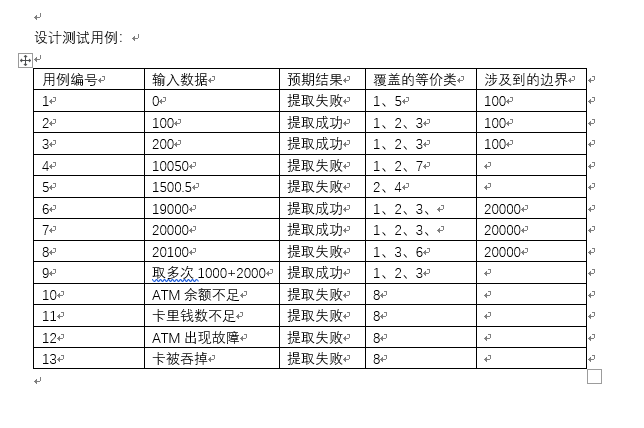 设计测试用例：
用例编号 输入数据 预期结果 覆盖的等价类 涉及到的边界
1 0 提取失败 1、5 100
2 100 提取成功 1、2、3 100
3 200 提取成功 1、2、3 100
4 10050 提取失败 1、2、7
5 1500.5 提取失败 2、4
6 19000 提取成功 1、2、3、 20000
7 20000 提取成功 1、2、3、 20000
8 20100 提取失败 1、3、6 20000
9 取多次 1000+2000 提取成功 1、2、3
10 ATM 余额不足 提取失败 8
11 卡里钱数不足 提取失败 8
12 ATM 出现故障 提取失败 8
13 卡被吞掉 提取失败 8